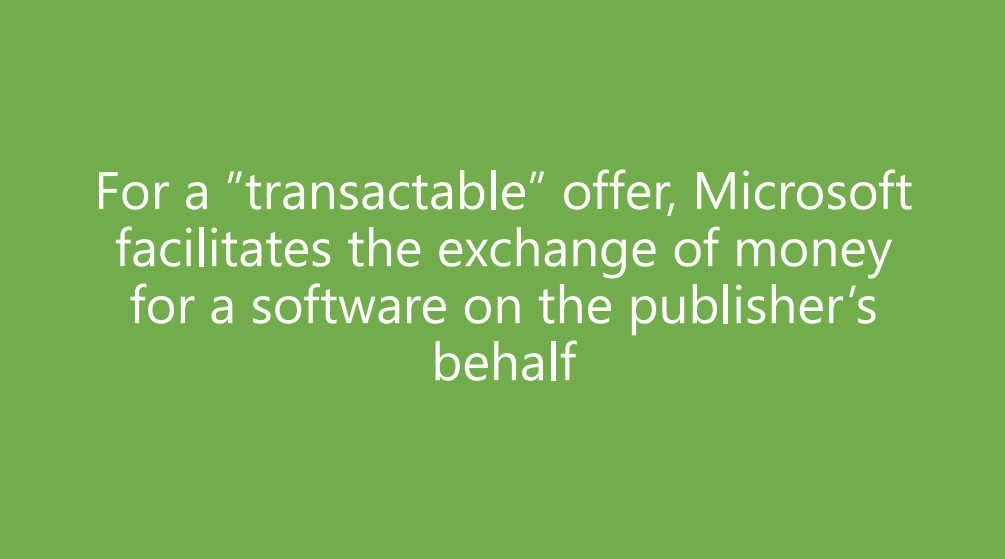 For a “transactable” offer, Microsoft
facilitates the exchange of money
for a software on the publisher’s
behalf